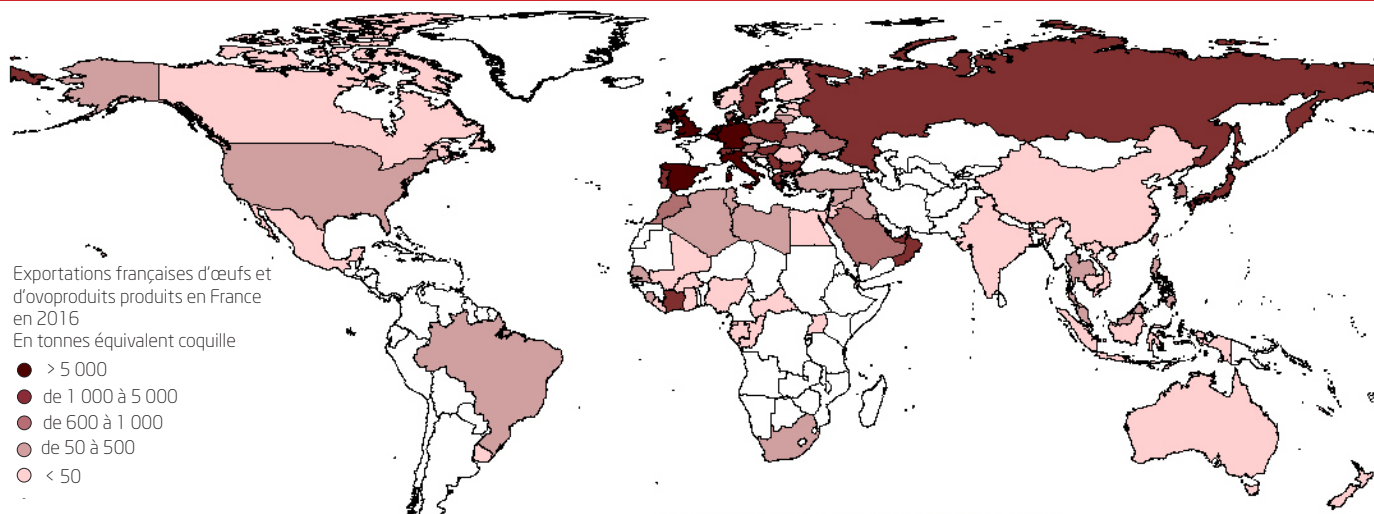 Exportations françaises d'œufs et
d'ovoproduits produits en France
en 2016
En tonnes équivalent coquille
> 5 000
de 1 000 à 5 000
de 600 à 1 000
de 50 à 500
< 50